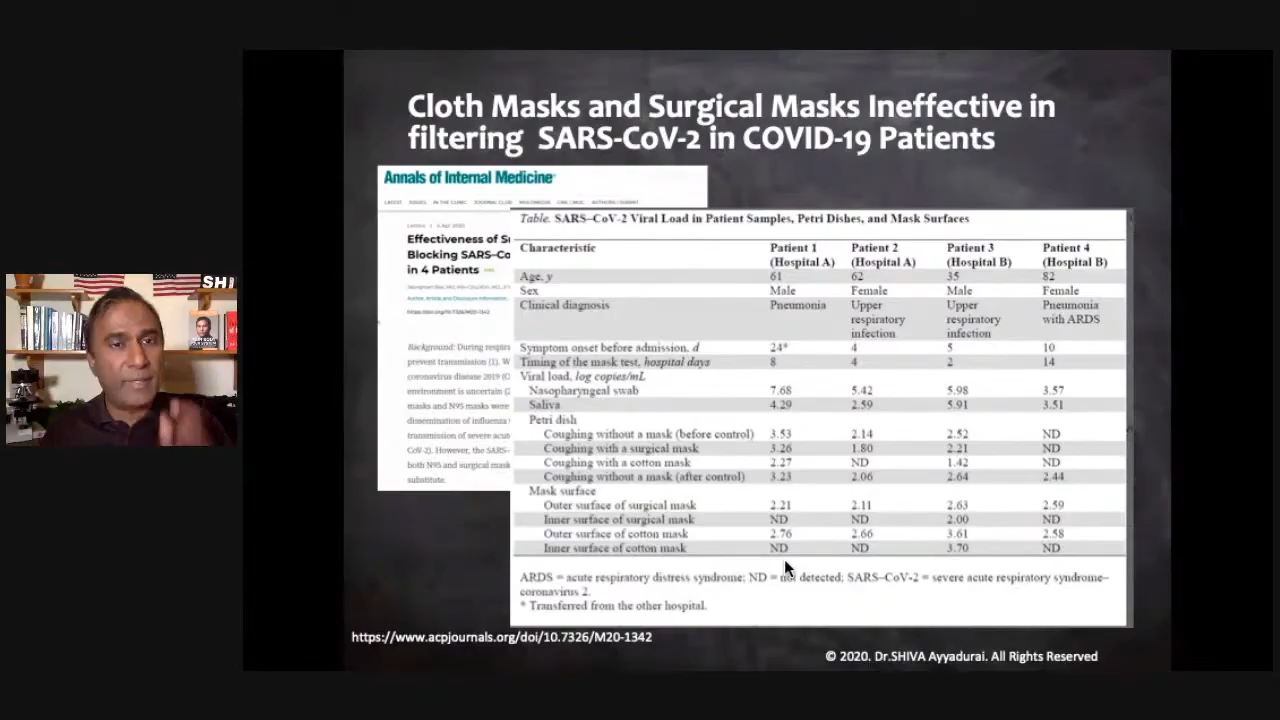 Cloth Masks and Surgical Masks Ineffective in
filtering SARS-CoV-2 in COVID-19 Patients
Annals of Internal Medicine
LATEST ISSUES IN THE CLINIC JOURNAL CLUB MULTIMEDIA CME / MOC AUTHORS / SUBMIT
Effectiveness of
Blocking SARS-Co
in 4 Patients
Author, Article and Disclosure Information
https://doi.org/10.7326/M20-1342
Background: During respira
prevent transmission (1). W
coronavirus disease 2019 (C
environment is uncertain (2
masks and N95 masks were
dissemination of influenza
transmission of severe acut
CoV-2). However, the SARS-
both N95 and surgical mask
substitute.
Table. SARS–CoV-2 Viral Load in Patient Samples, Petri Dishes, and Mask Surfaces
Characteristic Patient 1 Patient 2 Patient 3 Patient 4
(Hospital A) (Hospital A) (Hospital B) (Hospital B)
Age, y 61 62 35 82
Sex Male Female Male Female
Clinical diagnosis Pneumonia Upper Upper Pneumonia
respiratory respiratory with ARDS
infection infection
Symptom onset before admission, d 24* 4 5 10
Timing of the mask test, hospital days 8 4 2 14
Viral load, log copies/mL
Nasopharyngeal swab 7.68 5.42 5.98 3.57
Saliva 4.29 2.59 5.91 3.51
Petri dish
Coughing without a mask (before control) 3.53 2.14 2.52 ND
Coughing with a surgical mask 3.26 1.80 2.21 ND
Coughing with a cotton mask 2.27 ND 1.42 ND
Coughing without a mask (after control) 3.23 2.06 2.64 2.44
Mask surface
Outer surface of surgical mask 2.21 2.11 2.63 2.59
Inner surface of surgical mask ND ND 2.00 ND
Outer surface of cotton mask 2.76 2.66 3.61 2.58
Inner surface of cotton mask ND ND 3.70 ND
ARDS = acute respiratory distress syndrome; ND = not detected; SARS–CoV-2 = severe acute respiratory syndrome–
coronavirus 2.
* Transferred from the other hospital.
https://www.acpjournals.org/doi/10.7326/M20-1342
© 2020. Dr.SHIVA Ayyadurai. All Rights Reserved
SHI